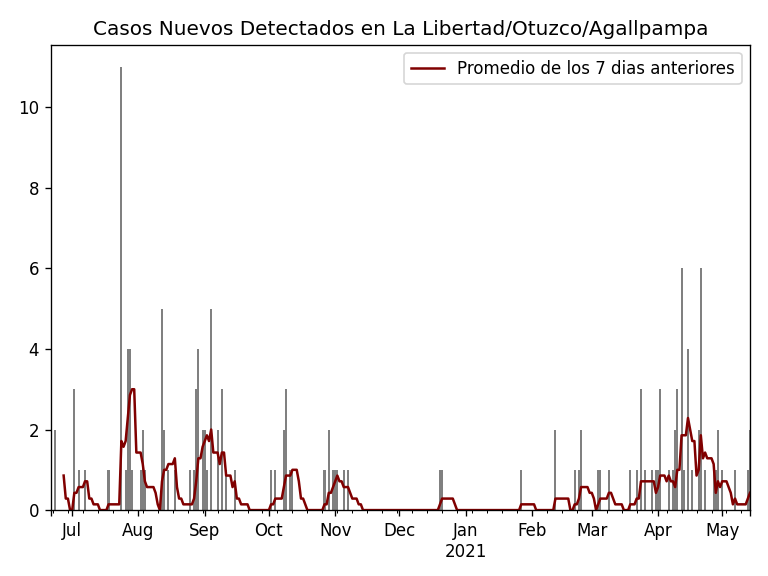 Casos Nuevos Detectados en La Libertad/Otuzco/Agallpampa
Promedio de los 7 dias anteriores
10
8
6
4
2
0
Jul Aug Sep Oct Nov Dec Jan Feb Mar Apr May
2021